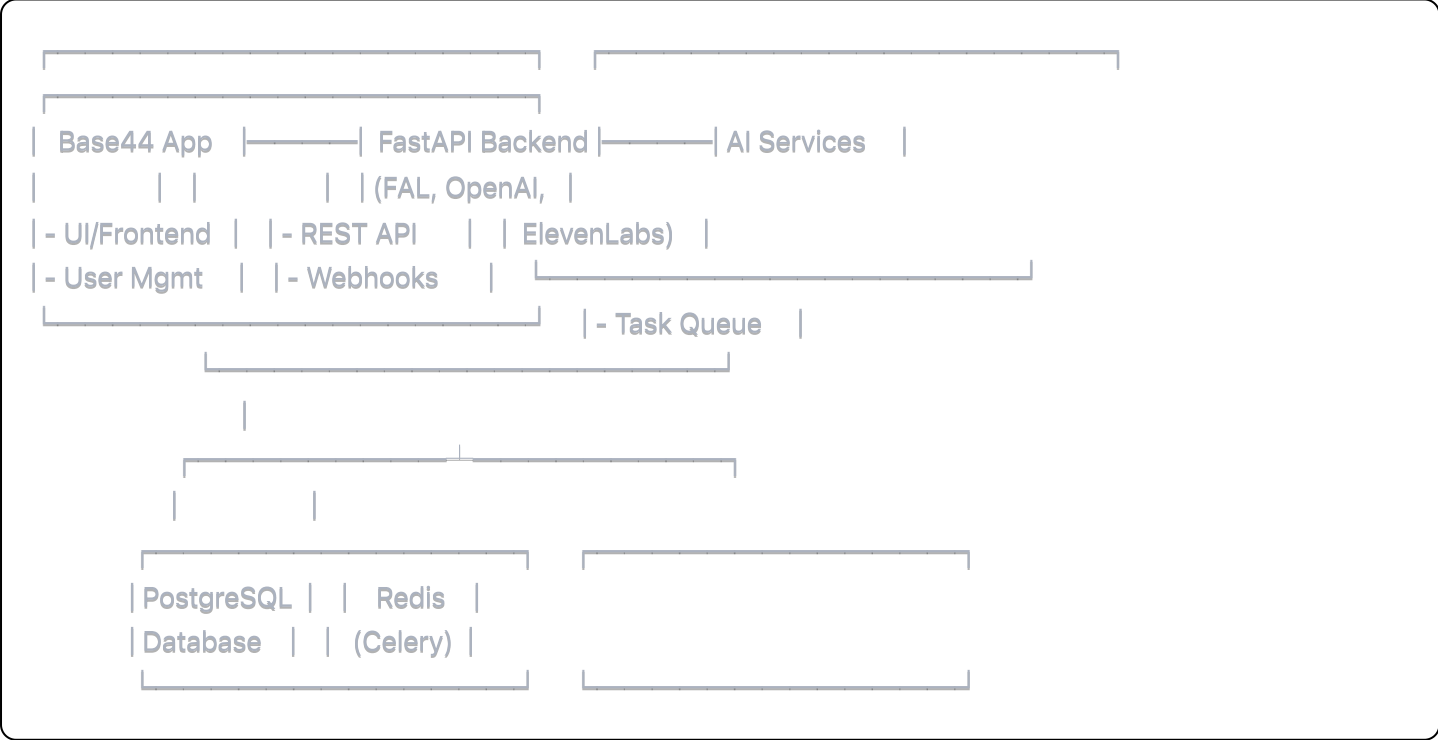 Base44 App FastAPI Backend AI Services
(FAL, OpenAI,
- UI/Frontend - REST API ElevenLabs)
- User Mgmt - Webhooks
- Task Queue
PostgreSQL Redis
Database (Celery)